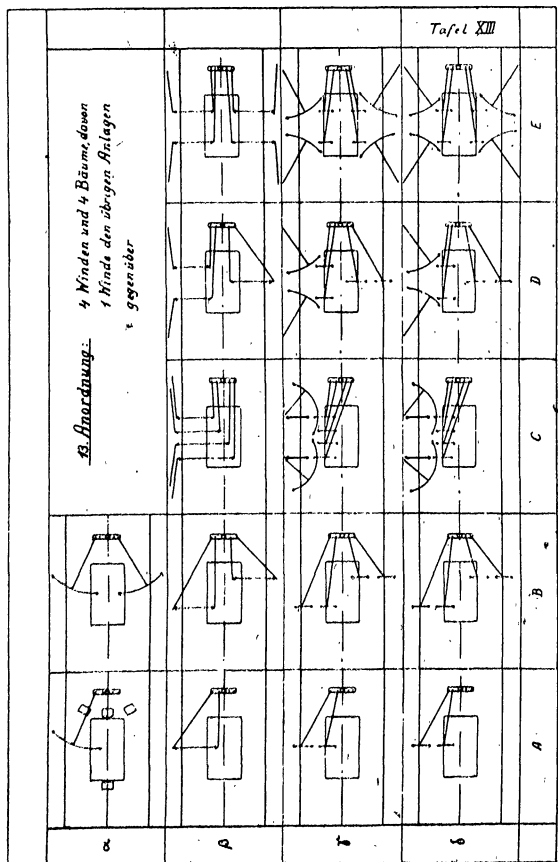 Tafel XIII
13. Anordnung: 4 Winden und 4 Bäume, davon
1 Winde den übrigen Anlagen
gegenüber
α
β
γ
δ
A
B
C
D
E